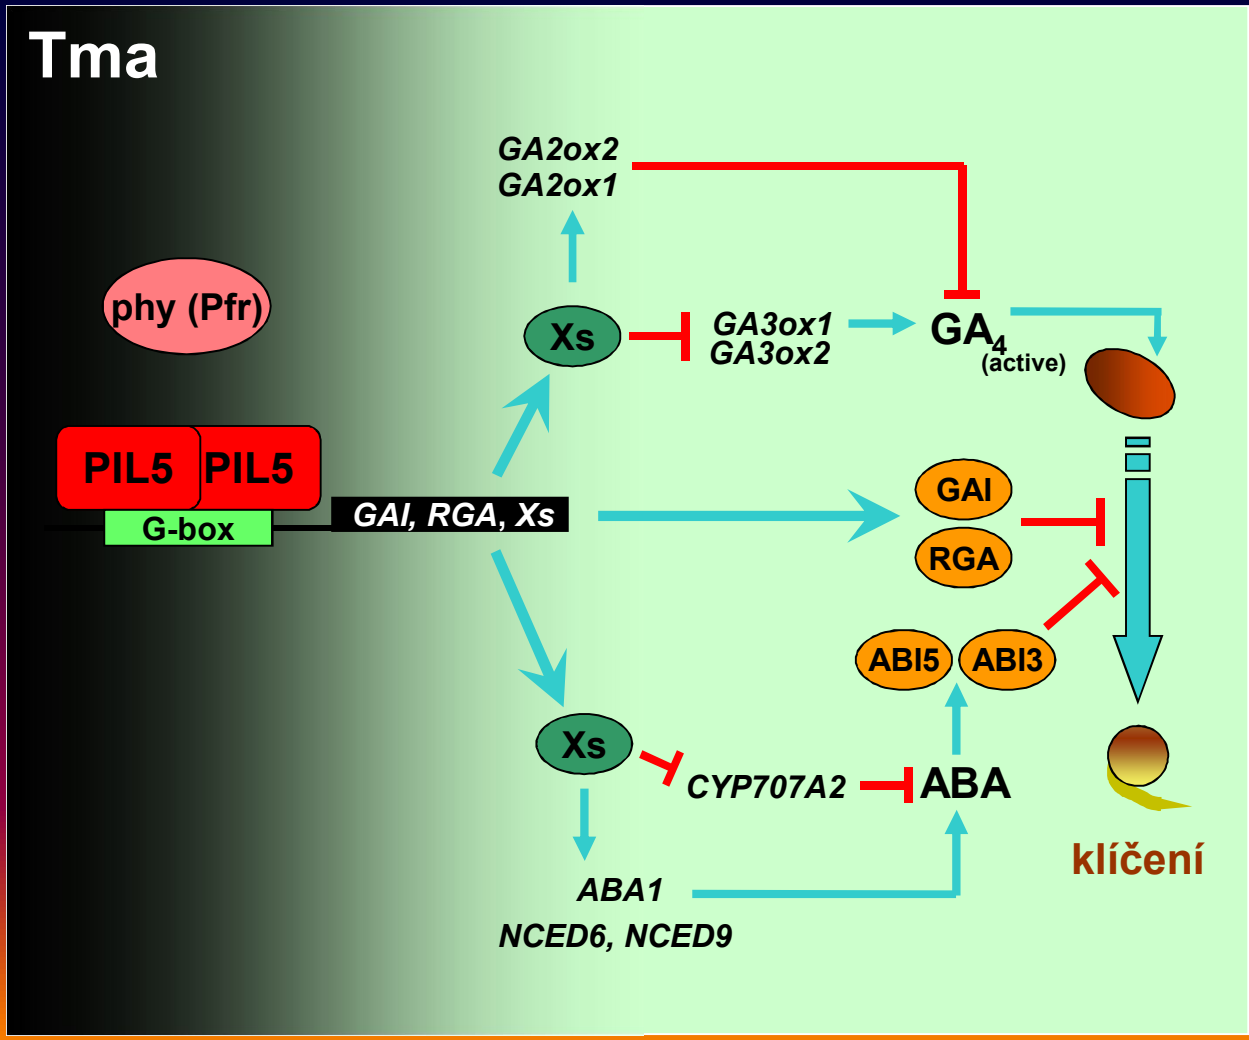 Tma
GA2ox2
GA2ox1
phy (Pfr)
Xs
GA3ox1
GA3ox2
GA4
(active)
PIL5 PIL5
G-box
GAI, RGA, Xs
GAI
RGA
ABI5 ABI3
Xs
CYP707A2
ABA
ABA1
NCED6, NCED9
klíčení